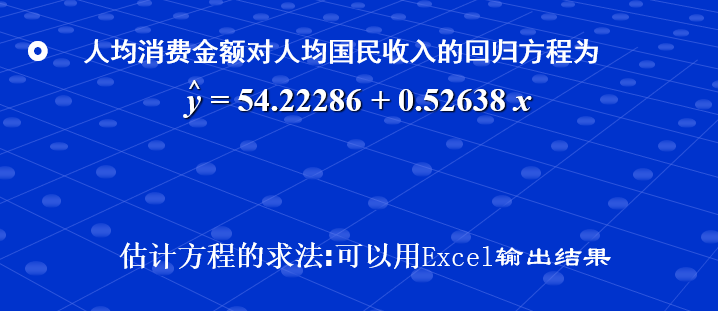 人均消费金额对人均国民收入的回归方程为
ŷ = 54.22286 + 0.52638 x
估计方程的求法:可以用Excel输出结果